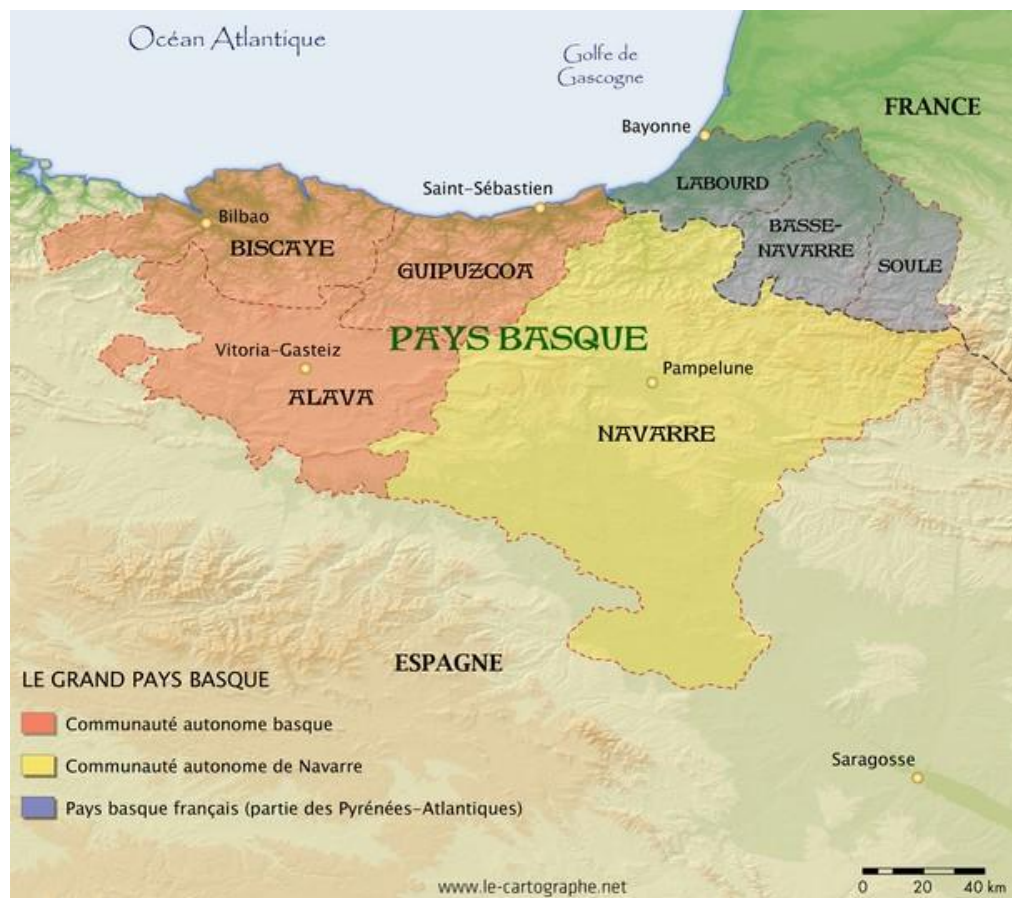 Océan Atlantique
Golfe de
Gascogne
FRANCE
Bayonne
LABOURD
Saint-Sébastien
Bilbao
BASSE-
NAVARRE
BISCAYE
SOULE
GUIPUZCOA
PAYS BASQUE
Vitoria-Gasteiz
Pampelune
ALAVA
NAVARRE
ESPAGNE
LE GRAND PAYS BASQUE
Communauté autonome basque
Communauté autonome de Navarre
Pays basque français (partie des Pyrénées-Atlantiques)
Saragosse
www.le-cartographe.net
0 20 40 km